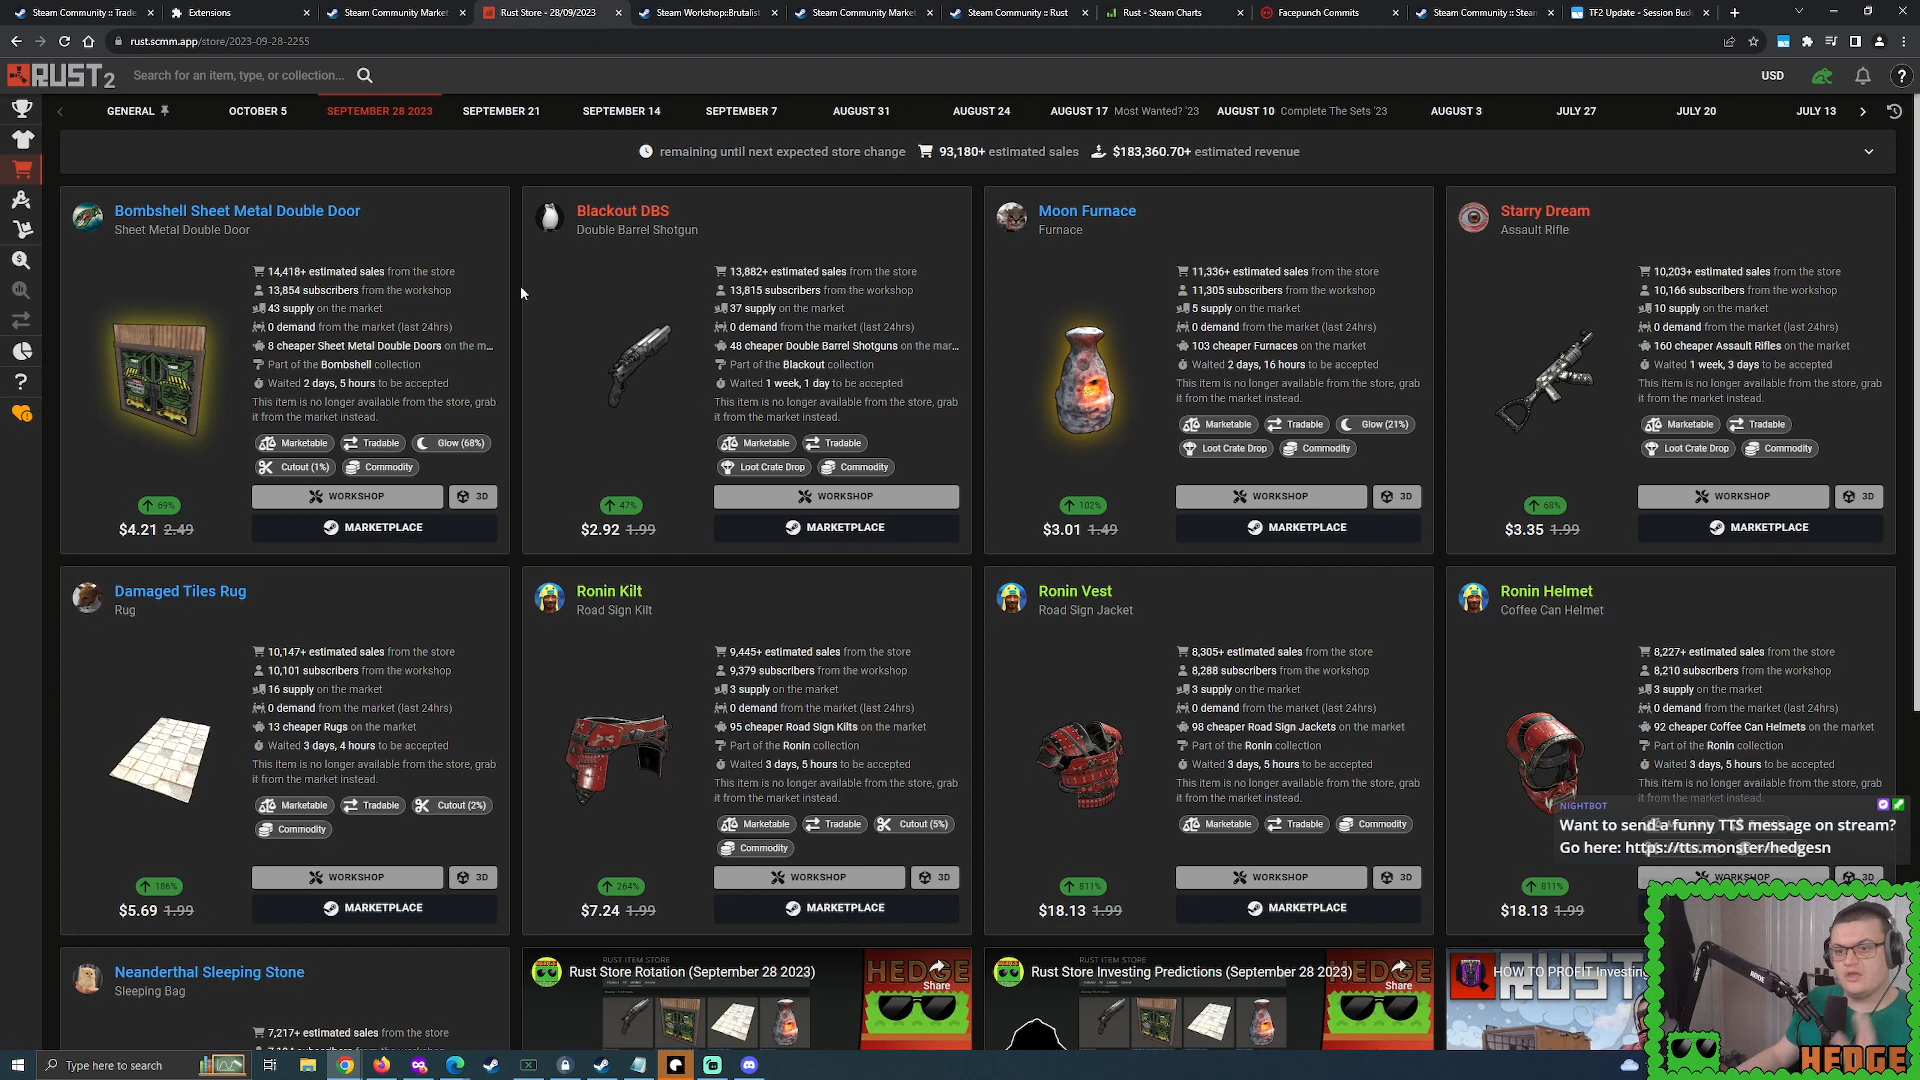 Steam Community :: Trade
Extensions
Steam Community Market
Rust Store - 28/09/2023
Steam Workshop::Brutalist
Steam Community Market
Steam Community :: Rust
Rust - Steam Charts
Facepunch Commits
Steam Community :: Stean
TF2 Update - Session Bud
rust.scmm.app/store/2023-09-28-2255
RUST 2
Search for an item, type, or collection...
USD
GENERAL
OCTOBER 5
SEPTEMBER 28 2023
SEPTEMBER 21
SEPTEMBER 14
SEPTEMBER 7
AUGUST 31
AUGUST 24
AUGUST 17 Most Wanted? '23
AUGUST 10 Complete The Sets '23
AUGUST 3
JULY 27
JULY 20
JULY 13
remaining until next expected store change 93,180+ estimated sales $183,360.70+ estimated revenue
Bombshell Sheet Metal Double Door
Sheet Metal Double Door
14,418+ estimated sales from the store
13,854 subscribers from the workshop
43 supply on the market
0 demand from the market (last 24hrs)
8 cheaper Sheet Metal Double Doors on the m...
Part of the Bombshell collection
Waited 2 days, 5 hours to be accepted
This item is no longer available from the store, grab
it from the market instead.
Marketable Tradable Glow (68%)
Cutout (1%) Commodity
69%
$4.21 2.49
WORKSHOP 3D
MARKETPLACE
Blackout DBS
Double Barrel Shotgun
13,882+ estimated sales from the store
13,815 subscribers from the workshop
37 supply on the market
0 demand from the market (last 24hrs)
48 cheaper Double Barrel Shotguns on the mar...
Part of the Blackout collection
Waited 1 week, 1 day to be accepted
This item is no longer available from the store, grab
it from the market instead.
Marketable Tradable
Loot Crate Drop Commodity
47%
$2.92 1.99
WORKSHOP
MARKETPLACE
Moon Furnace
Furnace
11,336+ estimated sales from the store
11,305 subscribers from the workshop
5 supply on the market
0 demand from the market (last 24hrs)
103 cheaper Furnaces on the market
Waited 2 days, 16 hours to be accepted
This item is no longer available from the store, grab
it from the market instead.
Marketable Tradable Glow (21%)
Loot Crate Drop Commodity
102%
$3.01 1.49
WORKSHOP 3D
MARKETPLACE
Starry Dream
Assault Rifle
10,203+ estimated sales from the store
10,166 subscribers from the workshop
10 supply on the market
0 demand from the market (last 24hrs)
160 cheaper Assault Rifles on the market
Waited 1 week, 3 days to be accepted
This item is no longer available from the store, grab
it from the market instead.
Marketable Tradable
Loot Crate Drop Commodity
68%
$3.35 1.99
WORKSHOP 3D
MARKETPLACE
Damaged Tiles Rug
Rug
10,147+ estimated sales from the store
10,101 subscribers from the workshop
16 supply on the market
0 demand from the market (last 24hrs)
13 cheaper Rugs on the market
Waited 3 days, 4 hours to be accepted
This item is no longer available from the store, grab
it from the market instead.
Marketable Tradable Cutout (2%)
Commodity
186%
$5.69 1.99
WORKSHOP 3D
MARKETPLACE
Ronin Kilt
Road Sign Kilt
9,445+ estimated sales from the store
9,379 subscribers from the workshop
3 supply on the market
0 demand from the market (last 24hrs)
95 cheaper Road Sign Kilts on the market
Part of the Ronin collection
Waited 3 days, 5 hours to be accepted
This item is no longer available from the store, grab
it from the market instead.
Marketable Tradable Cutout (5%)
Commodity
264%
$7.24 1.99
WORKSHOP 3D
MARKETPLACE
Ronin Vest
Road Sign Jacket
8,305+ estimated sales from the store
8,288 subscribers from the workshop
3 supply on the market
0 demand from the market (last 24hrs)
98 cheaper Road Sign Jackets on the market
Part of the Ronin collection
Waited 3 days, 5 hours to be accepted
This item is no longer available from the store, grab
it from the market instead.
Marketable Tradable Commodity
811%
$18.13 1.99
WORKSHOP 3D
MARKETPLACE
Ronin Helmet
Coffee Can Helmet
8,227+ estimated sales from the store
8,210 subscribers from the workshop
3 supply on the market
0 demand from the market (last 24hrs)
92 cheaper Coffee Can Helmets on the market
Part of the Ronin collection
Waited 3 days, 5 hours to be accepted
This item is no longer available from the store, grab
it from the market instead.
NIGHTBOT
Want to send a funny TTS message on stream?
Go here: https://tts.monster/hedgesn
WORKSHOP 3D
811%
$18.13 1.99
Neanderthal Sleeping Stone
Sleeping Bag
7,217+ estimated sales from the store
RUST ITEM STORE
Rust Store Rotation (September 28 2023)
HEDGE
Share
RUST ITEM STORE
Rust Store Investing Predictions (September 28 2023)
HEDGE
Share
HOW TO PROFIT Investin
RUST
Type here to search
HEDGE